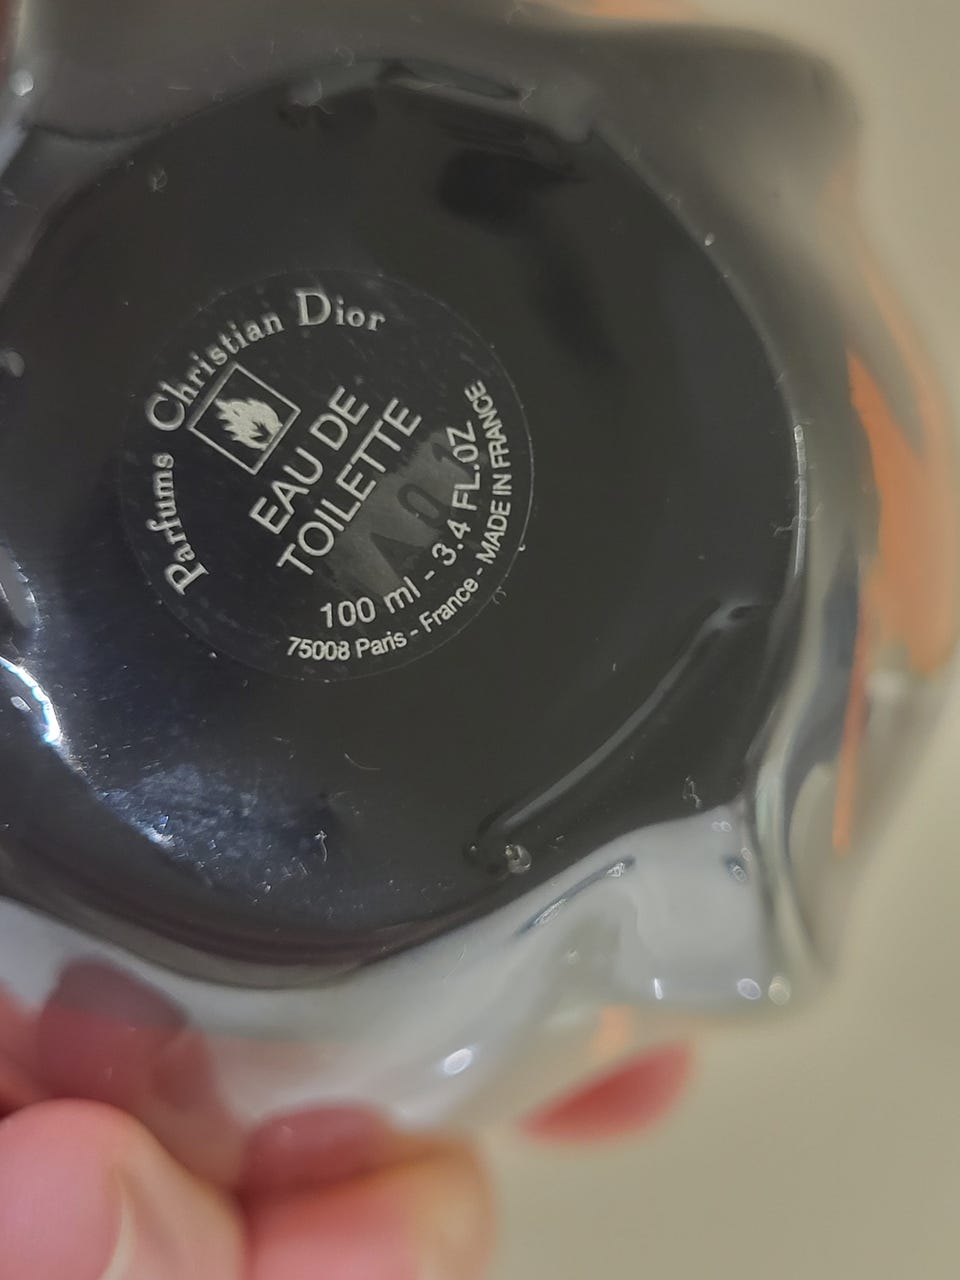 Parfums Christian Dior
EAU DE
TOILETTE
100 ml - 3.4 FL.OZ
75008 Paris - France - MADE IN FRANCE